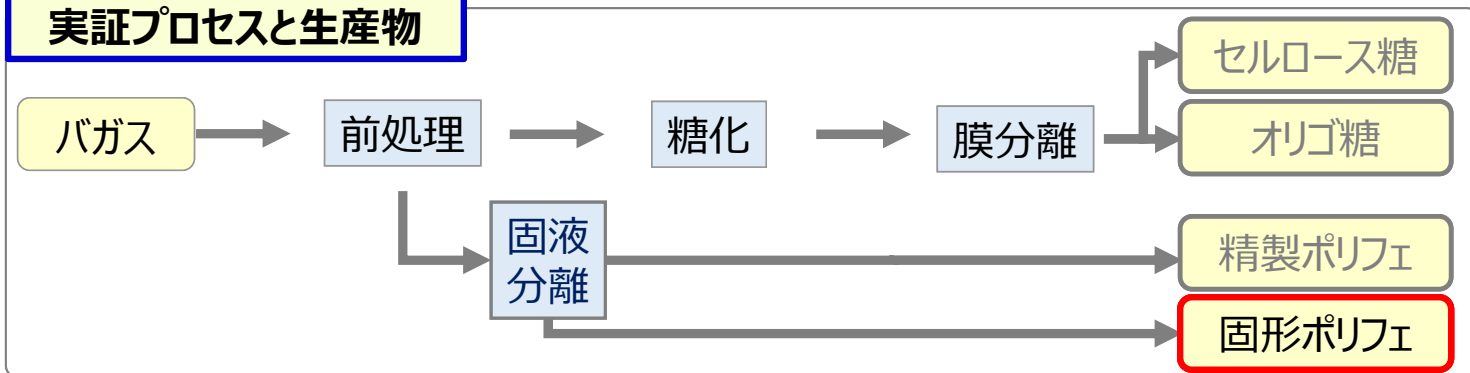 実証プロセスと生産物
セルロース糖
バガス
前処理
糖化
膜分離
オリゴ糖
固液
分離
精製ポリフェ
固形ポリフェ